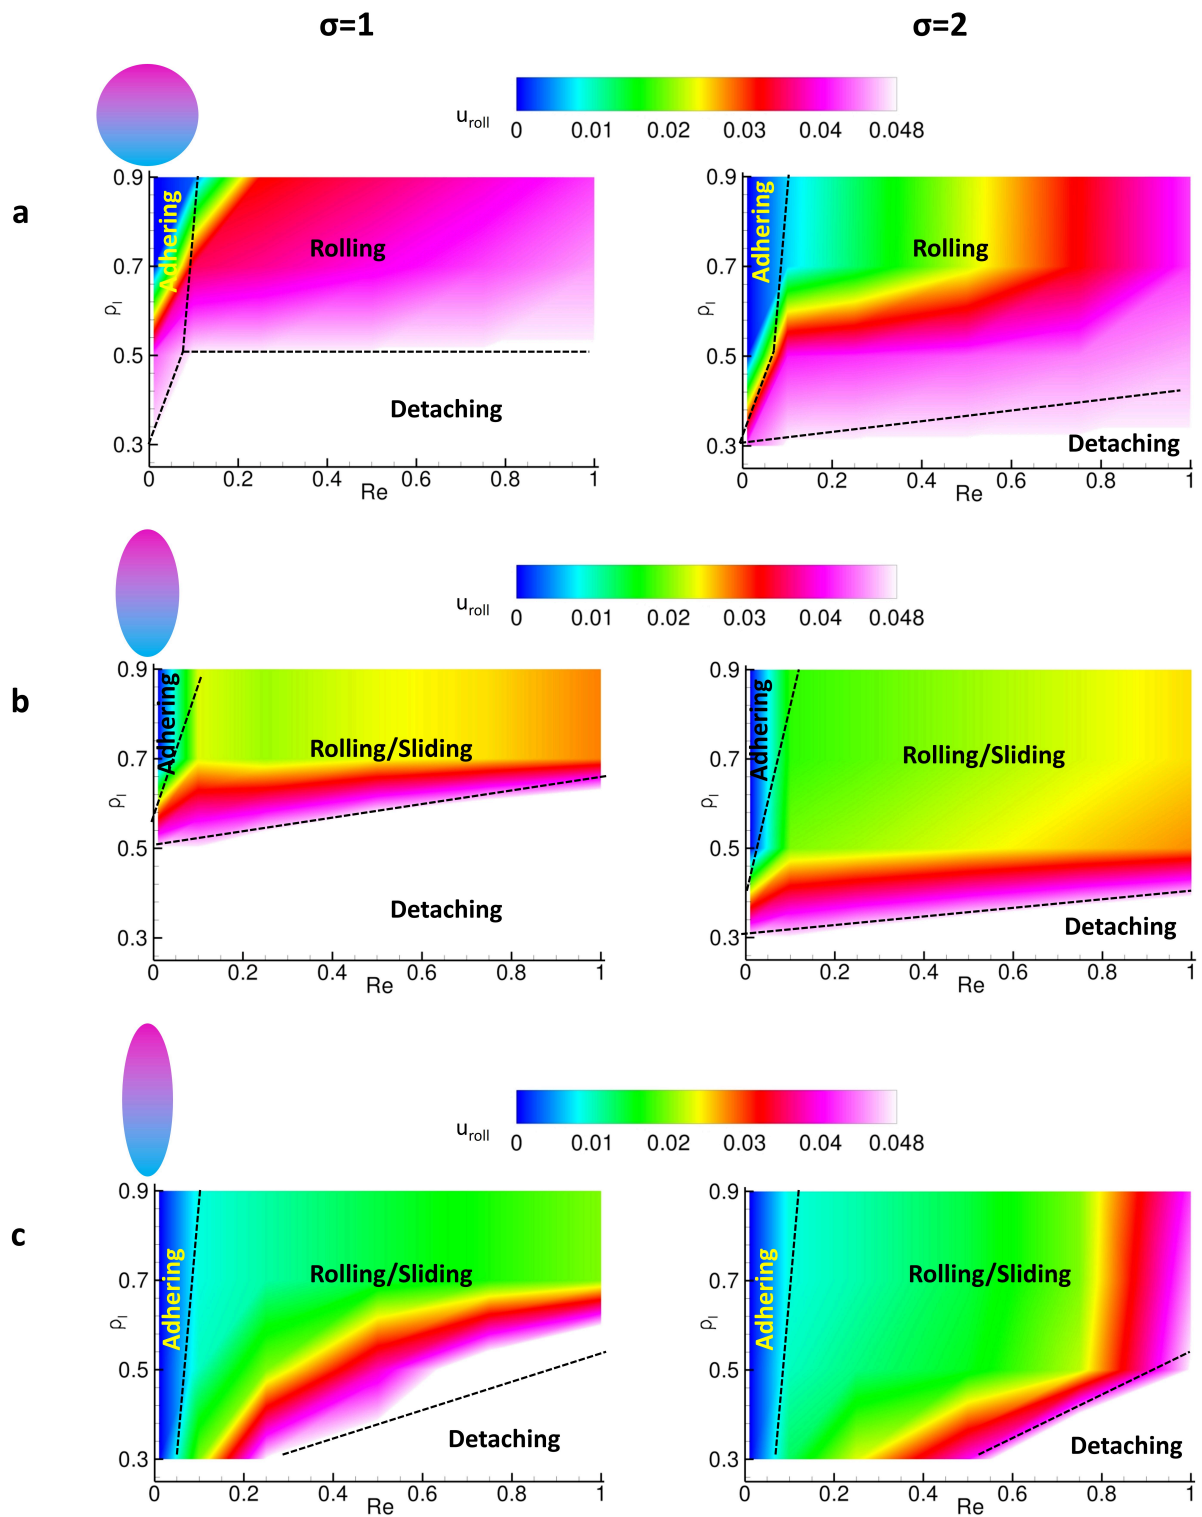 σ=1
σ=2
u_roll
0 0.01 0.02 0.03 0.04 0.048
a
0.9
0.7
0.5
0.3
ρ_l
Adhering
Rolling
Detaching
0 0.2 0.4 0.6 0.8 1
Re
0.9
0.7
0.5
0.3
ρ_l
Adhering
Rolling
Detaching
0 0.2 0.4 0.6 0.8 1
Re
u_roll
0 0.01 0.02 0.03 0.04 0.048
b
0.9
0.7
0.5
0.3
ρ_l
Adhering
Rolling/Sliding
Detaching
0 0.2 0.4 0.6 0.8 1
Re
0.9
0.7
0.5
0.3
ρ_l
Adhering
Rolling/Sliding
Detaching
0 0.2 0.4 0.6 0.8 1
Re
u_roll
0 0.01 0.02 0.03 0.04 0.048
c
0.9
0.7
0.5
0.3
ρ_l
Adhering
Rolling/Sliding
Detaching
0 0.2 0.4 0.6 0.8 1
Re
0.9
0.7
0.5
0.3
ρ_l
Adhering
Rolling/Sliding
Detaching
0 0.2 0.4 0.6 0.8 1
Re